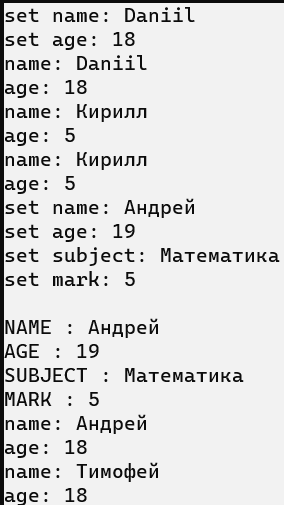 set name: Daniil
set age: 18
name: Daniil
age: 18
name: Кирилл
age: 5
name: Кирилл
age: 5
set name: Андрей
set age: 19
set subject: Математика
set mark: 5

NAME : Андрей
AGE : 19
SUBJECT : Математика
MARK : 5
name: Андрей
age: 18
name: Тимофей
age: 18